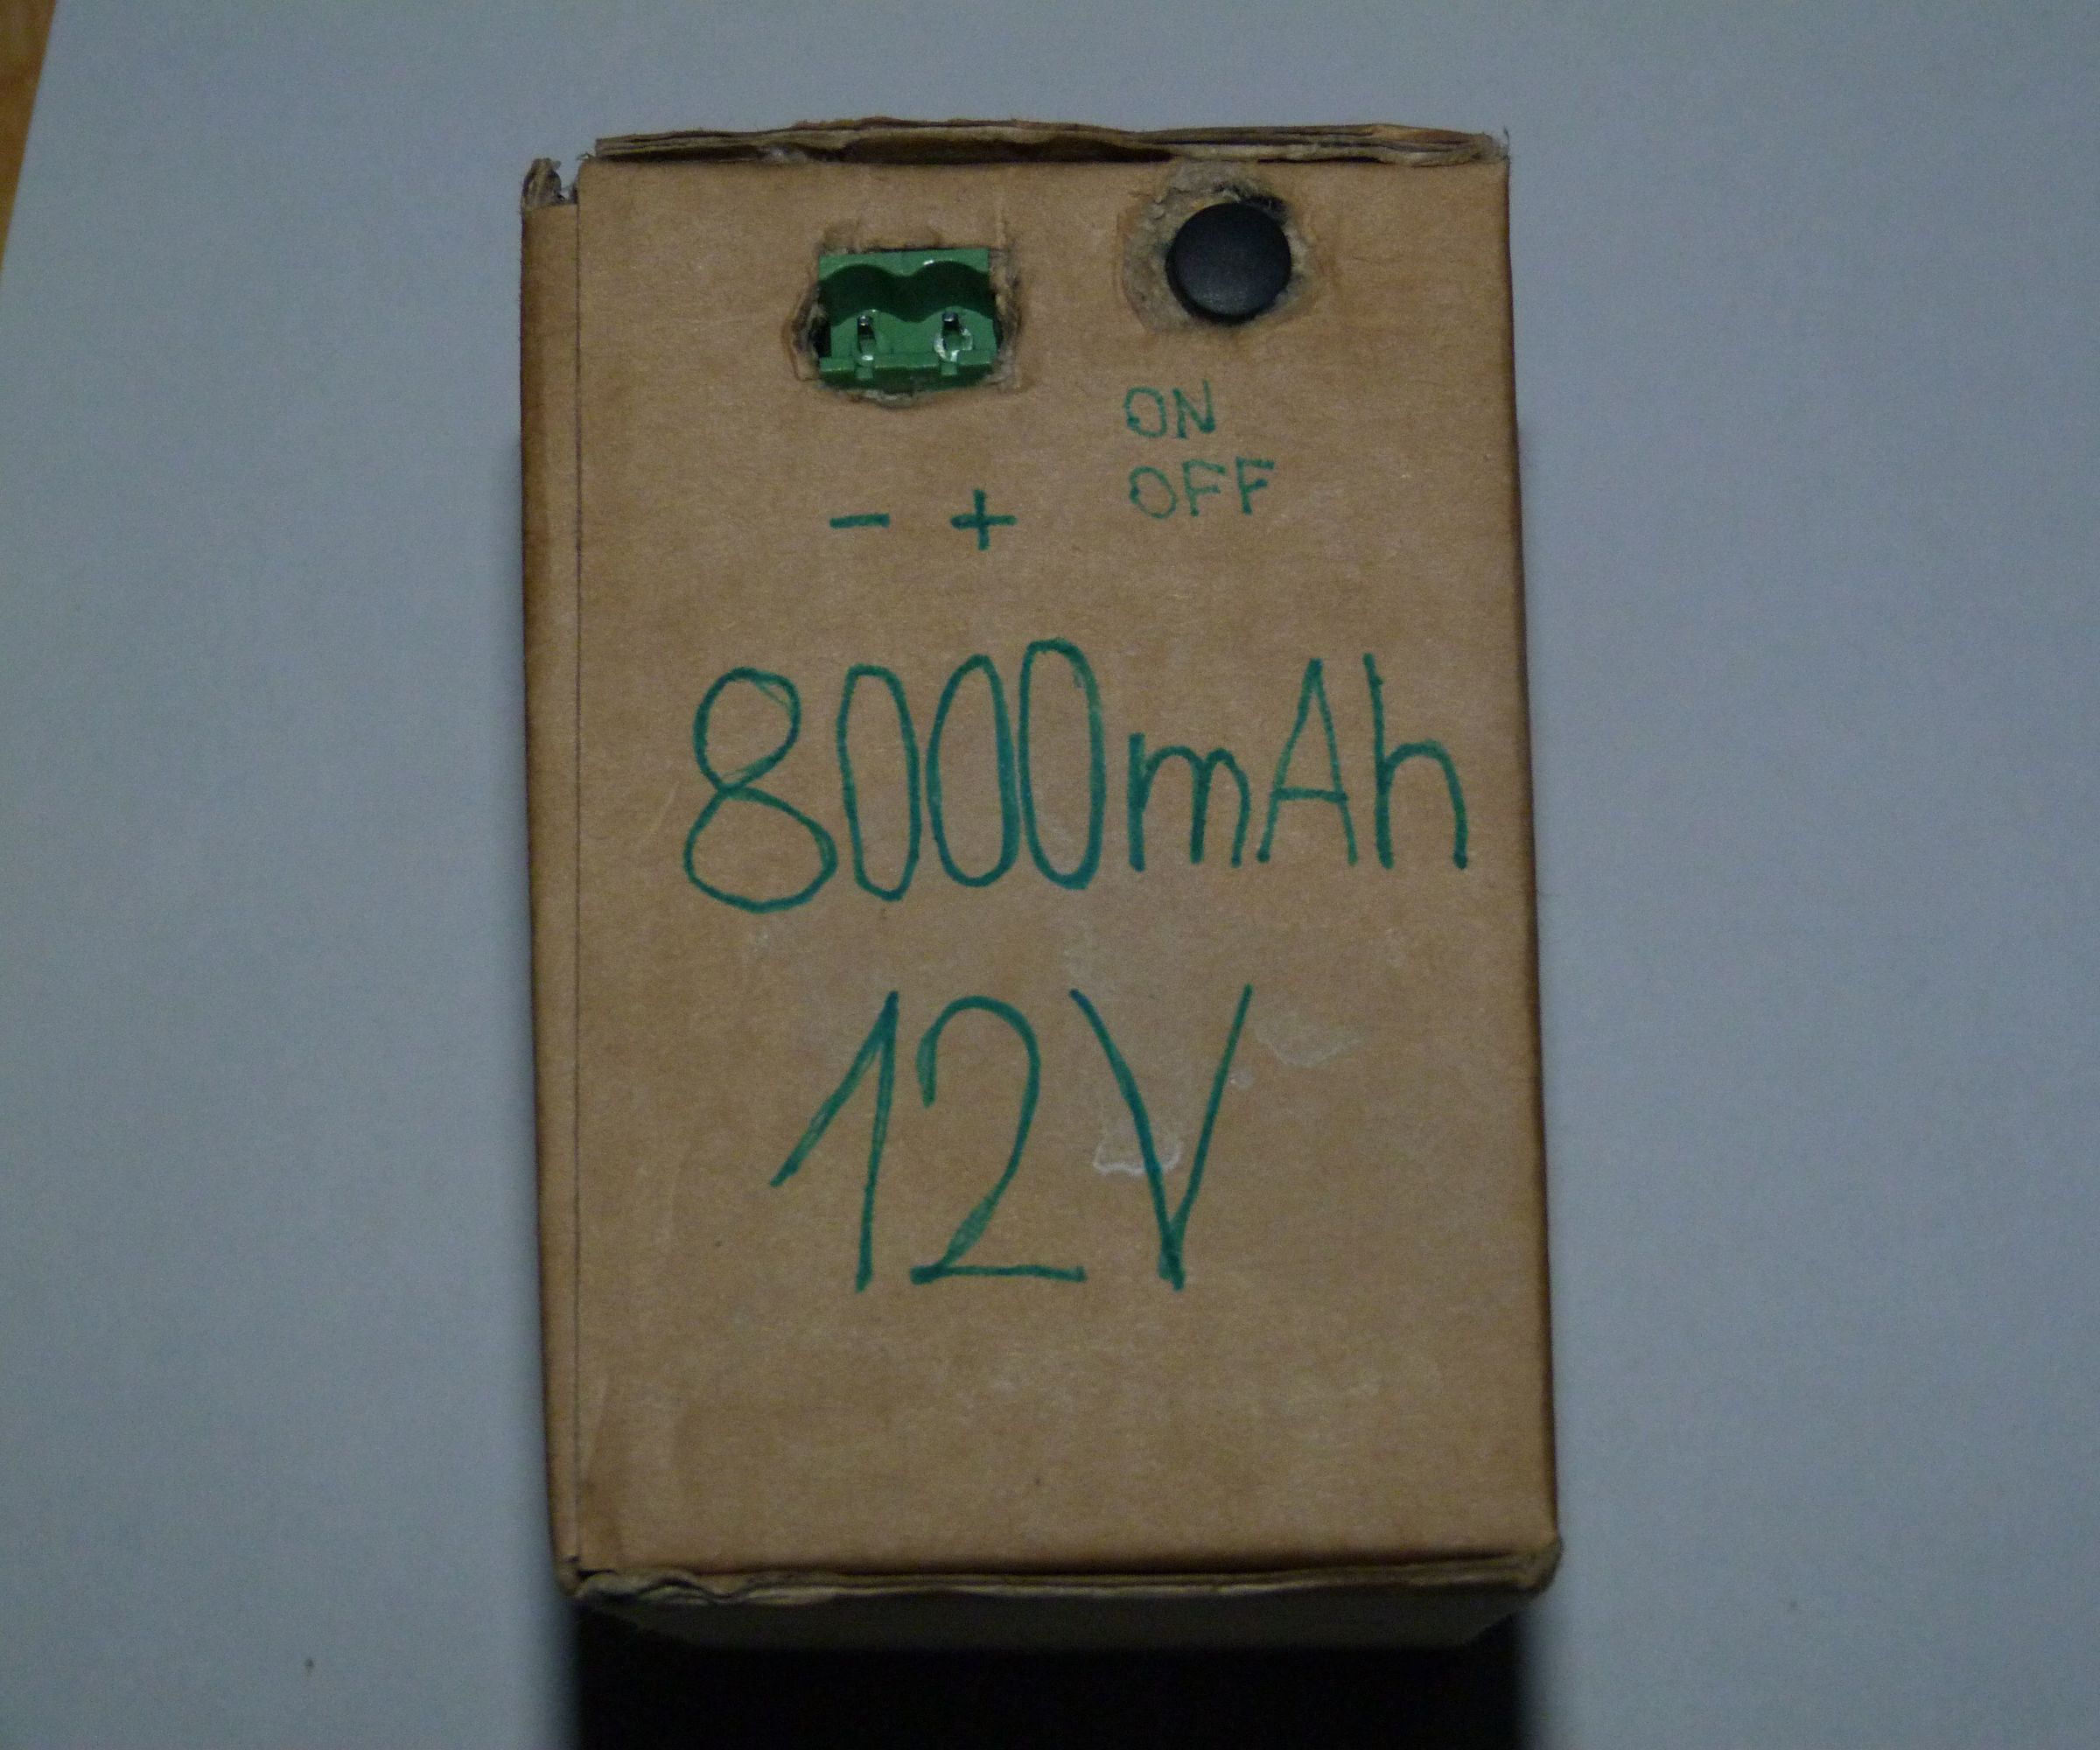 ON
OFF
- +
8000mAh
12V